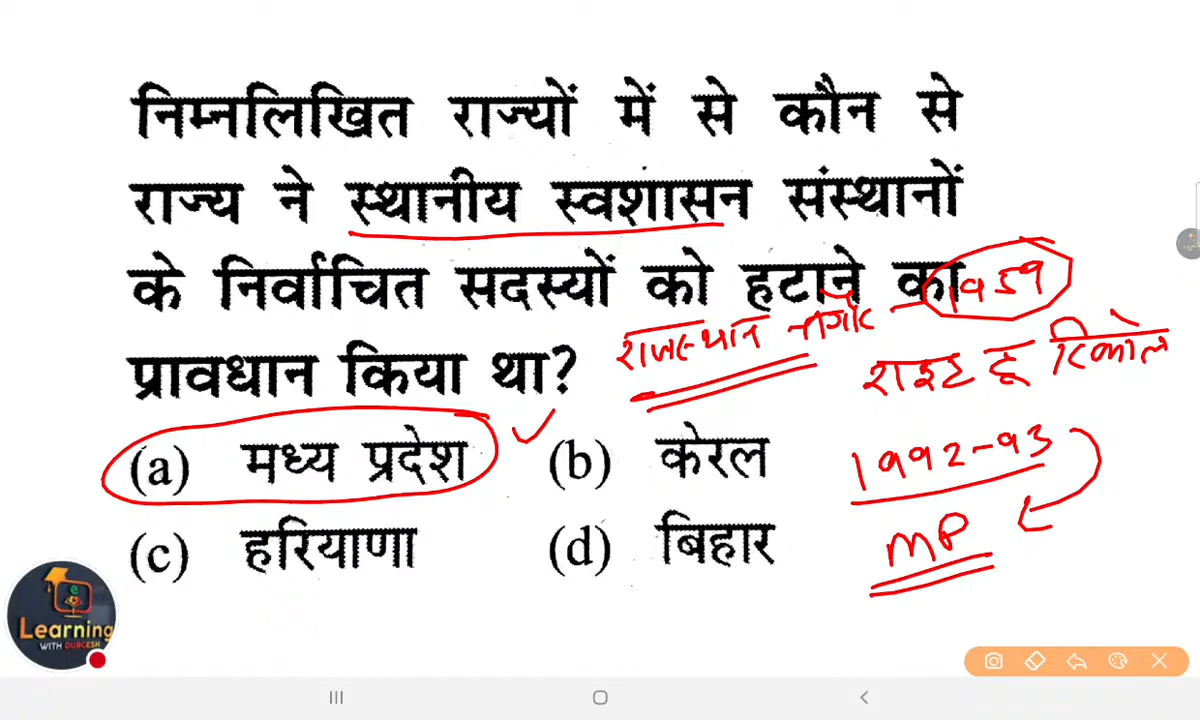 निम्नलिखित राज्यों में से कौन से
राज्य ने स्थानीय स्वशासन संस्थानों
के निर्वाचित सदस्यों को हटाने का
1959
राजस्थान नागौर
प्रावधान किया था?
राइट टू रिकॉल
(a) मध्य प्रदेश (b) केरल
1992-93
(c) हरियाणा (d) बिहार
MP
e
Learning
WITH DURGESH